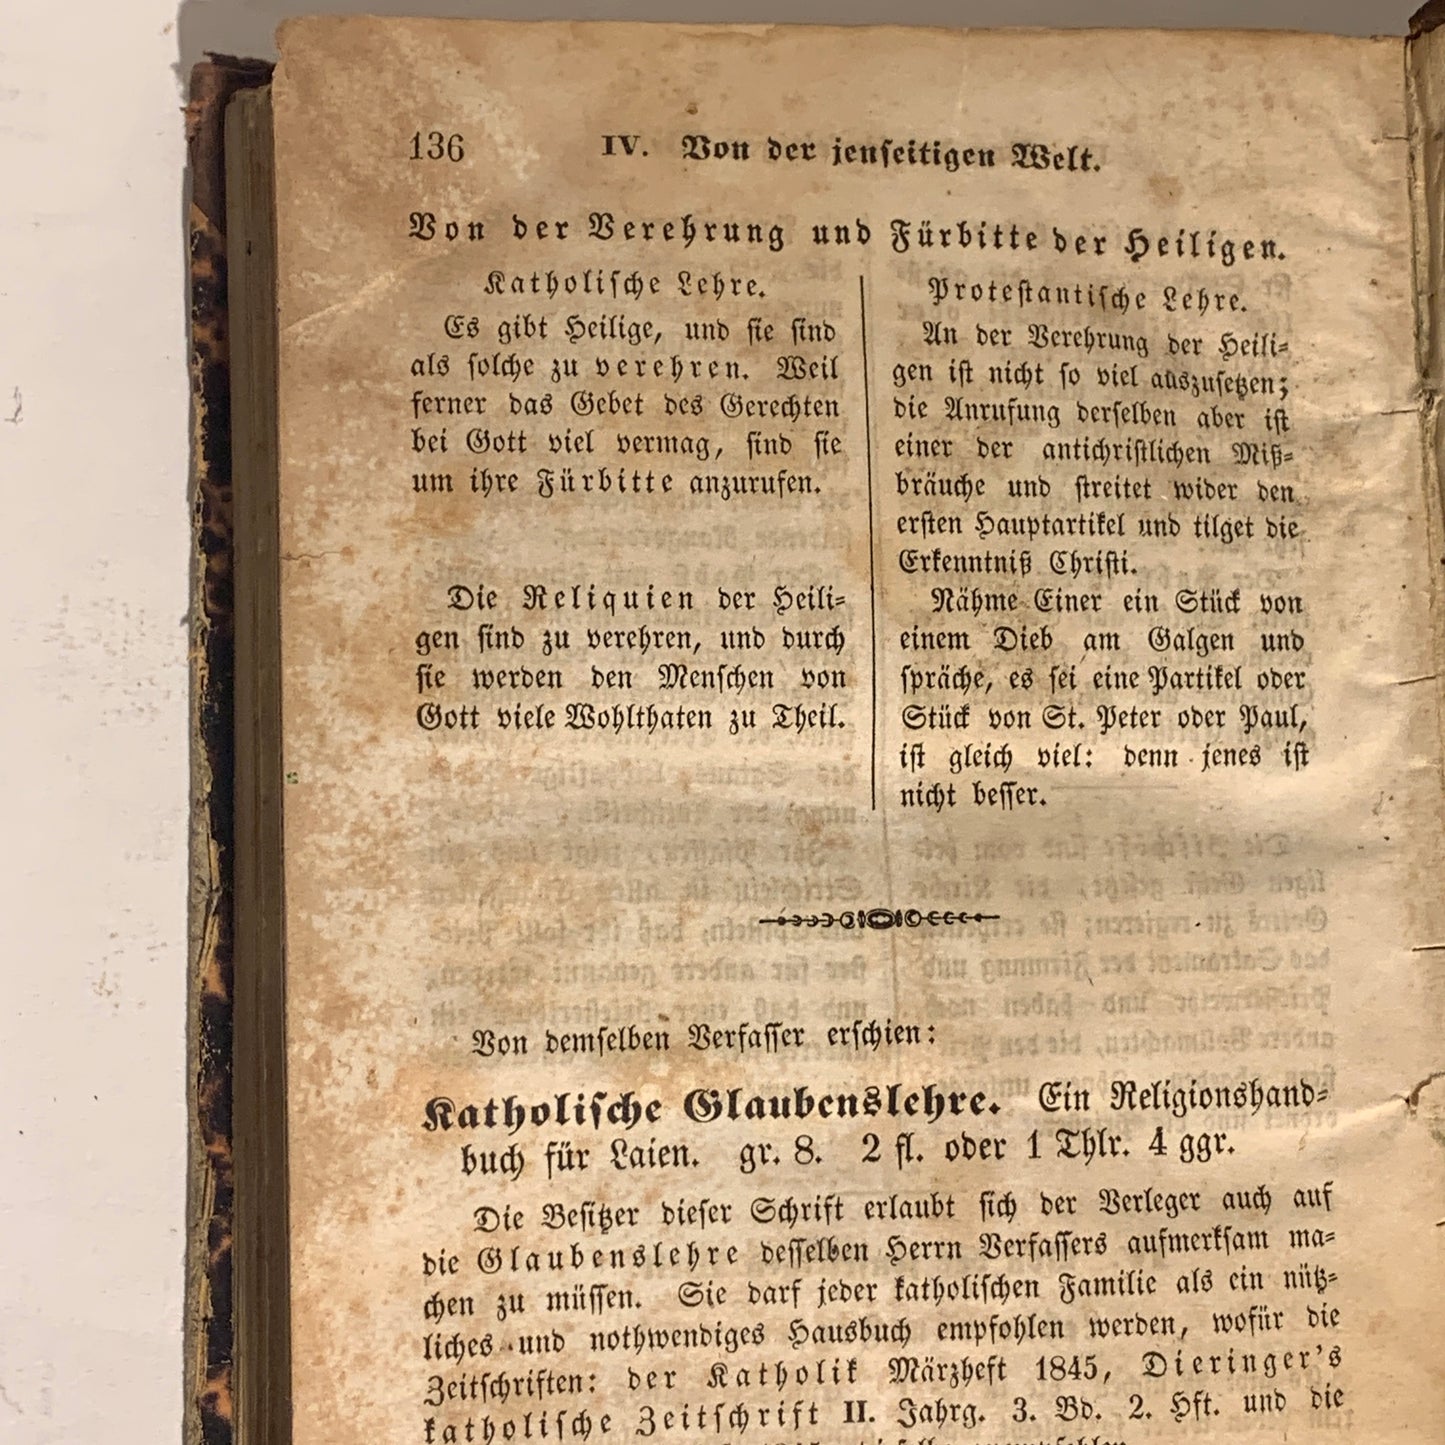 136
IV. Von der jenseitigen Welt.
Von der Verehrung und Fürbitte der Heiligen.
Katholische Lehre.
Es gibt Heilige, und sie sind
als solche zu verehren. Weil
ferner das Gebet des Gerechten
bei Gott viel vermag, sind sie
um ihre Fürbitte anzurufen.
Die Reliquien der Heili-
gen sind zu verehren, und durch
sie werden den Menschen von
Gott viele Wohlthaten zu Theil.
Protestantische Lehre.
An der Verehrung der Heili-
gen ist nicht so viel auszusetzen;
die Anrufung derselben aber ist
einer der antichristlichen Miß-
bräuche und streitet wider den
ersten Hauptartikel und tilget die
Erkenntniß Christi.
Nähme Einer ein Stück von
einem Dieb am Galgen und
spräche, es sei eine Partikel oder
Stück von St. Peter oder Paul,
ist gleich viel: denn jenes ist
nicht besser.
Von demselben Verfasser erschien:
Katholische Glaubenslehre. Ein Religionshand-
buch für Laien. gr. 8. 2 fl. oder 1 Thlr. 4 ggr.
Die Besitzer dieser Schrift erlaubt sich der Verleger auch auf
die Glaubenslehre desselben Herrn Verfassers aufmerksam ma-
chen zu müssen. Sie darf jeder katholischen Familie als ein nütz-
liches und nothwendiges Hausbuch empfohlen werden, wofür die
Zeitschriften: der Katholik Märzheft 1845, Dieringer's
katholische Zeitschrift II. Jahrg. 3. Bd. 2. Hft. und die